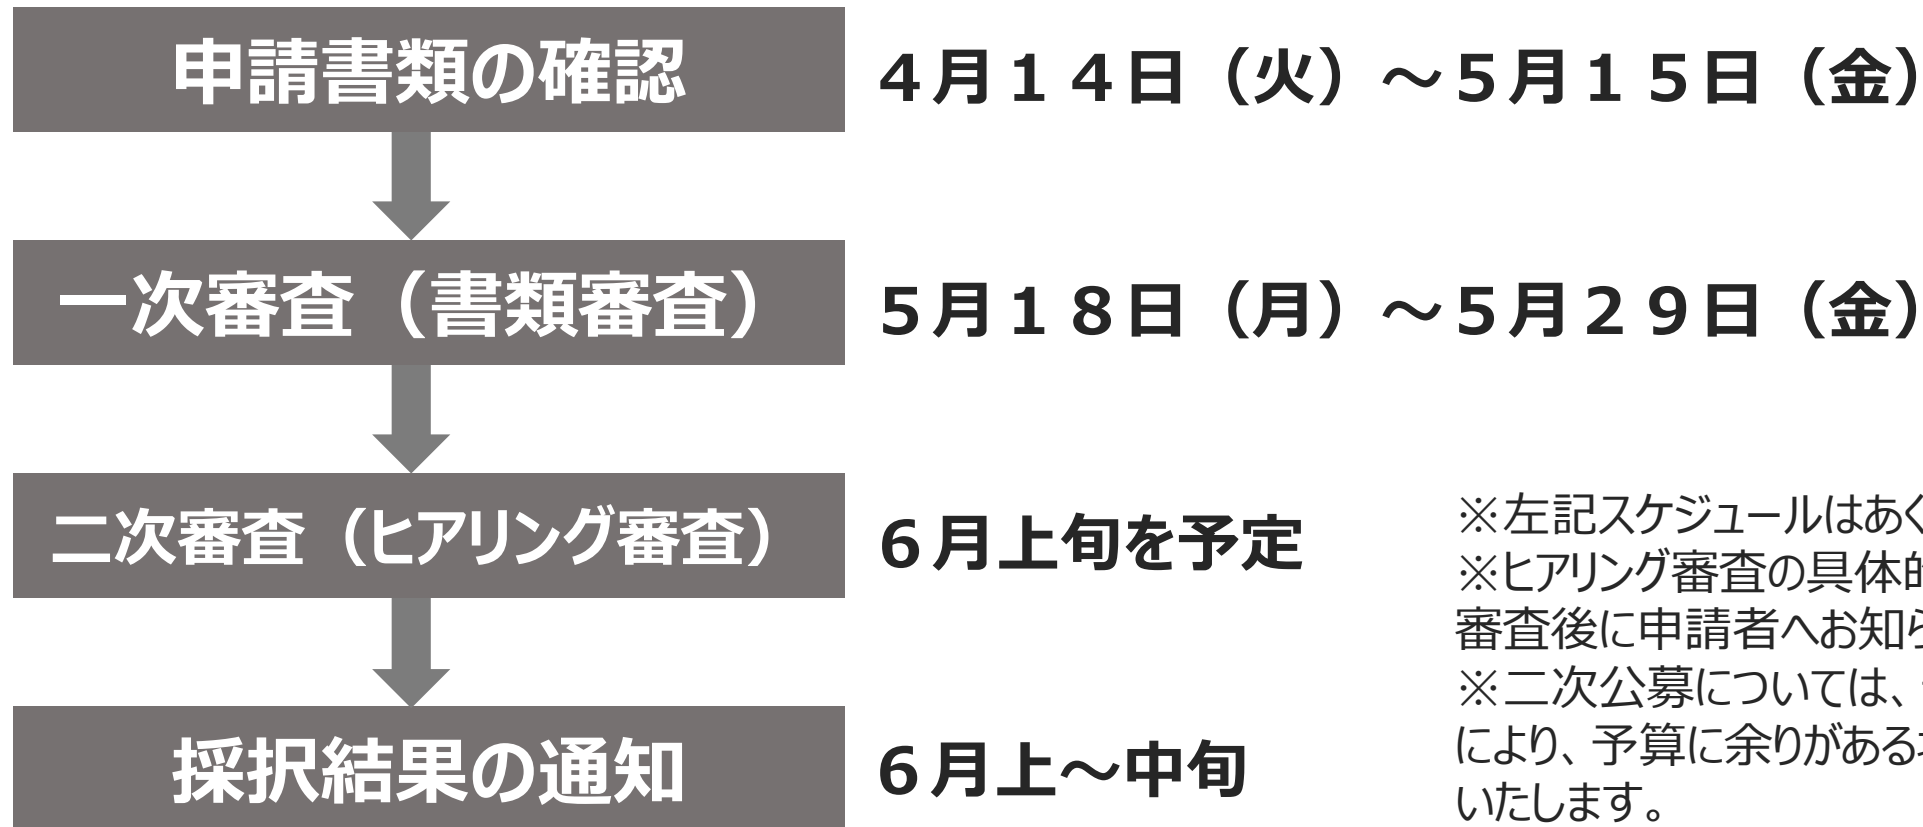 申請書類の確認
４月１４日（火）～５月１５日（金）
一次審査（書類審査）
５月１８日（月）～５月２９日（金）
二次審査（ヒアリング審査）
６月上旬を予定
採択結果の通知
６月上～中旬
※左記スケジュールはあく
※ヒアリング審査の具体的
審査後に申請者へお知ら
※二次公募については、
により、予算に余りがある
いたします。